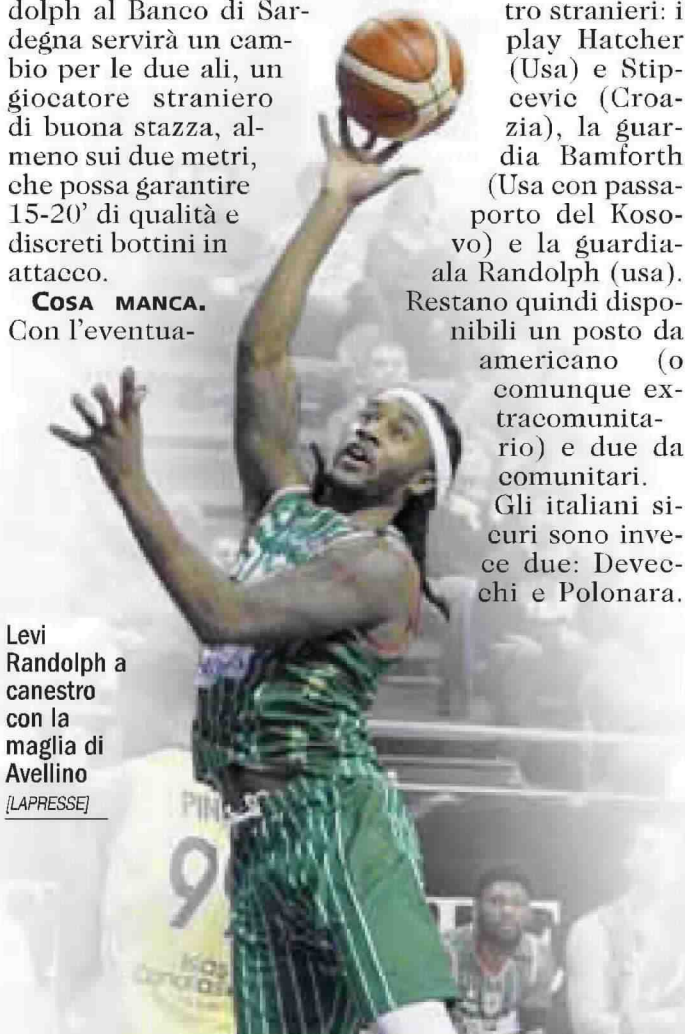 dolph al Banco di Sar-
degna servirà un cam-
bio per le due ali, un
giocatore straniero
di buona stazza, al-
meno sui due metri,
che possa garantire
15-20' di qualità e
discreti bottini in
attacco.
COSA MANCA.
Con l'eventua-
tro stranieri: i
play Hatcher
(Usa) e Stip-
cevic (Croa-
zia), la guar-
dia Bamforth
(Usa con passa-
porto del Koso-
vo) e la guardia-
ala Randolph (usa).
Restano quindi dispo-
nibili un posto da
americano (o
comunque ex-
tracomunita-
rio) e due da
comunitari.
Gli italiani si-
curi sono inve-
ce due: Devec-
chi e Polonara.
Levi
Randolph a
canestro
con la
maglia di
Avellino
[LAPRESSE]